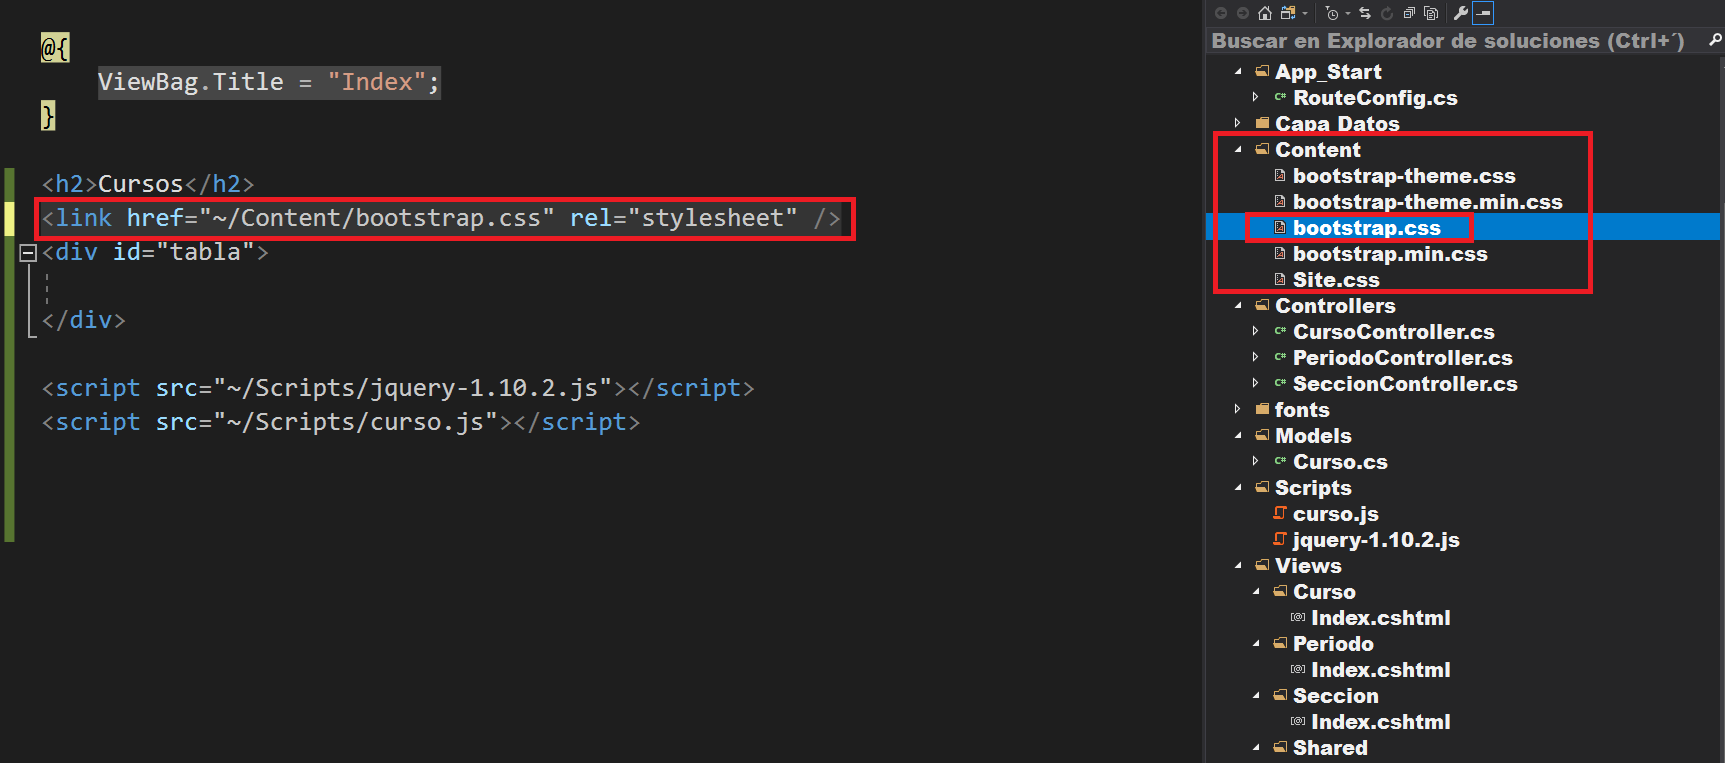 @{
ViewBag.Title = "Index";
}
<h2>Cursos</h2>
<link href="~/Content/bootstrap.css" rel="stylesheet" />
<div id="tabla">
</div>
<script src="~/Scripts/jquery-1.10.2.js"></script>
<script src="~/Scripts/curso.js"></script>
Buscar en Explorador de soluciones (Ctrl+´)
App_Start
C# RouteConfig.cs
Capa Datos
Content
bootstrap-theme.css
bootstrap-theme.min.css
bootstrap.css
bootstrap.min.css
Site.css
Controllers
C# CursoController.cs
C# PeriodoController.cs
C# SeccionController.cs
fonts
Models
C# Curso.cs
Scripts
curso.js
jquery-1.10.2.js
Views
Curso
[@] Index.cshtml
Periodo
[@] Index.cshtml
Seccion
[@] Index.cshtml
Shared